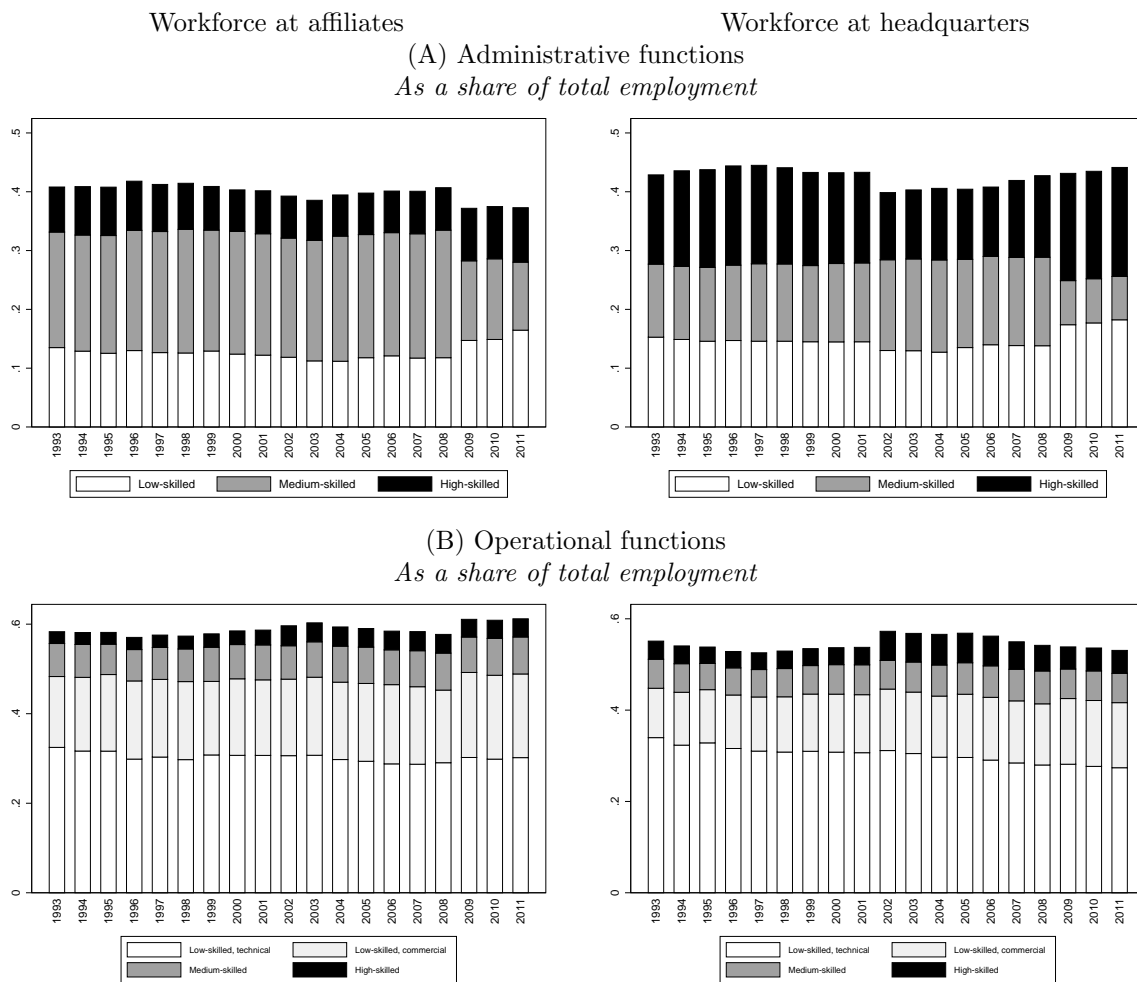 Workforce at affiliates Workforce at headquarters
(A) Administrative functions
As a share of total employment
.5
.4
.3
.2
.1
0
1993 1994 1995 1996 1997 1998 1999 2000 2001 2002 2003 2004 2005 2006 2007 2008 2009 2010 2011
Low-skilled Medium-skilled High-skilled
.5
.4
.3
.2
.1
0
1993 1994 1995 1996 1997 1998 1999 2000 2001 2002 2003 2004 2005 2006 2007 2008 2009 2010 2011
Low-skilled Medium-skilled High-skilled
(B) Operational functions
As a share of total employment
.6
.4
.2
0
1993 1994 1995 1996 1997 1998 1999 2000 2001 2002 2003 2004 2005 2006 2007 2008 2009 2010 2011
Low-skilled, technical Low-skilled, commercial
Medium-skilled High-skilled
.6
.4
.2
0
1993 1994 1995 1996 1997 1998 1999 2000 2001 2002 2003 2004 2005 2006 2007 2008 2009 2010 2011
Low-skilled, technical Low-skilled, commercial
Medium-skilled High-skilled